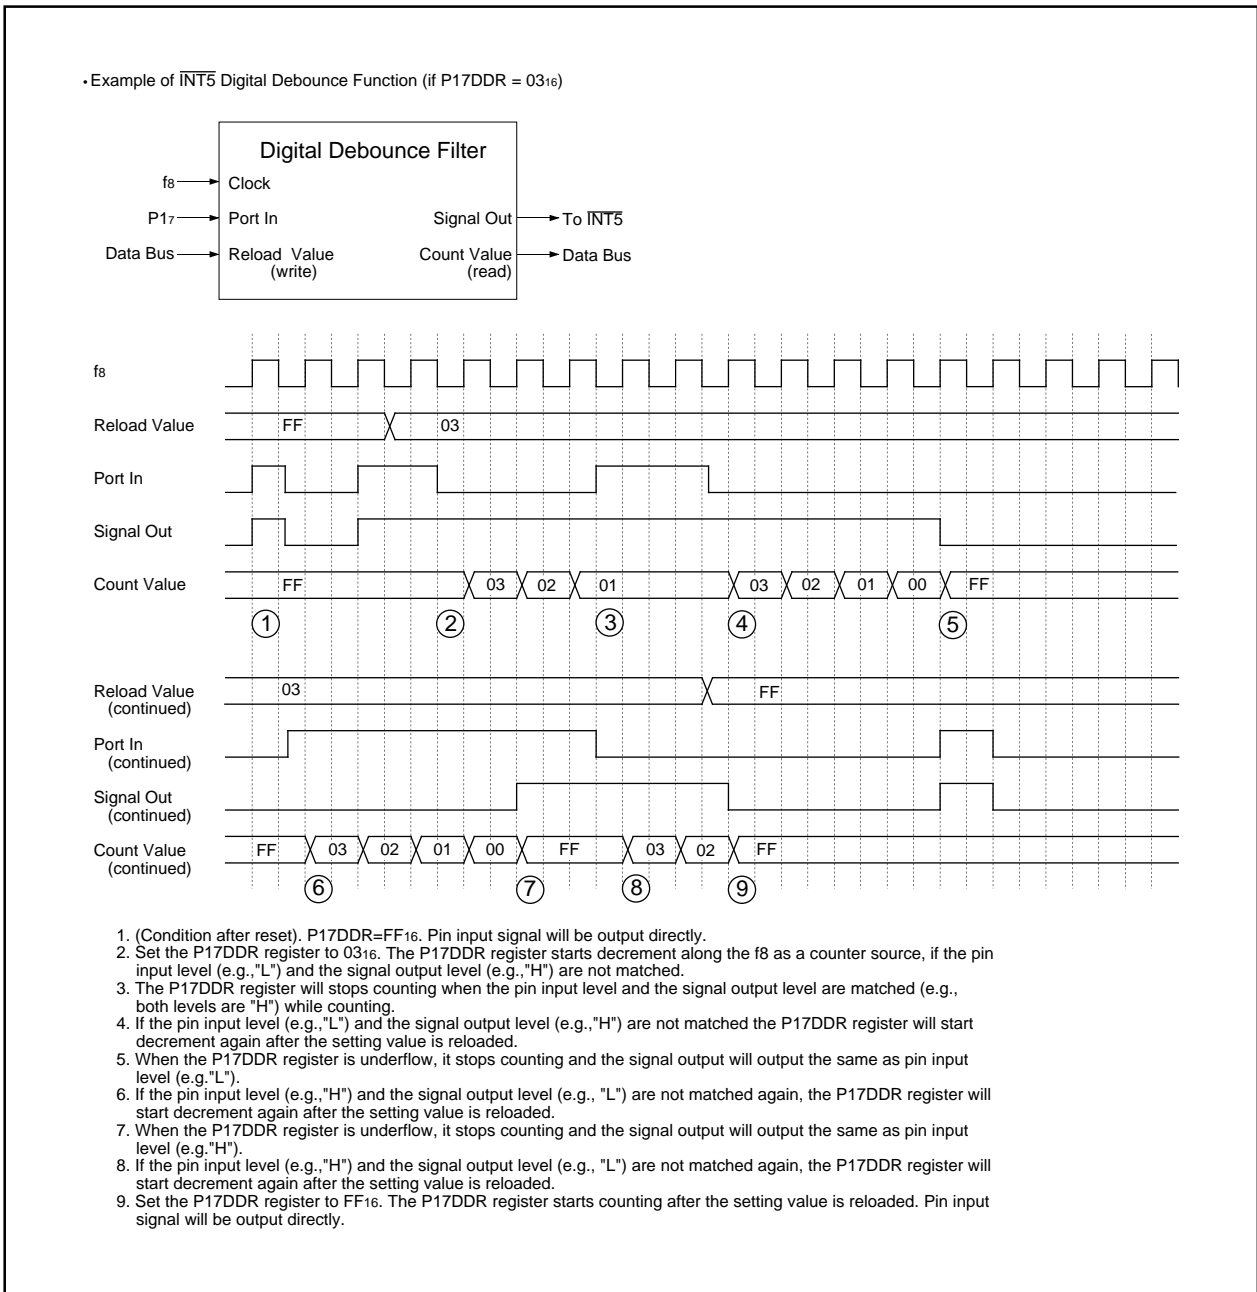 • Example of INT5 Digital Debounce Function (if P17DDR = 0316)
Digital Debounce Filter
f8
Clock
P17
Port In
Signal Out
To INT5
Data Bus
Reload Value
(write)
Count Value
(read)
Data Bus
f8
Reload Value
FF
03
Port In
Signal Out
Count Value
FF
03
02
01
03
02
01
00
FF
1
2
3
4
5
Reload Value
(continued)
03
FF
Port In
(continued)
Signal Out
(continued)
Count Value
(continued)
FF
03
02
01
00
FF
03
02
FF
6
7
8
9
1. (Condition after reset). P17DDR=FF16. Pin input signal will be output directly.
2. Set the P17DDR register to 0316. The P17DDR register starts decrement along the f8 as a counter source, if the pin
input level (e.g.,"L") and the signal output level (e.g.,"H") are not matched.
3. The P17DDR register will stops counting when the pin input level and the signal output level are matched (e.g.,
both levels are "H") while counting.
4. If the pin input level (e.g.,"L") and the signal output level (e.g.,"H") are not matched the P17DDR register will start
decrement again after the setting value is reloaded.
5. When the P17DDR register is underflow, it stops counting and the signal output will output the same as pin input
level (e.g."L").
6. If the pin input level (e.g.,"H") and the signal output level (e.g., "L") are not matched again, the P17DDR register will
start decrement again after the setting value is reloaded.
7. When the P17DDR register is underflow, it stops counting and the signal output will output the same as pin input
level (e.g."H").
8. If the pin input level (e.g.,"H") and the signal output level (e.g., "L") are not matched again, the P17DDR register will
start decrement again after the setting value is reloaded.
9. Set the P17DDR register to FF16. The P17DDR register starts counting after the setting value is reloaded. Pin input
signal will be output directly.